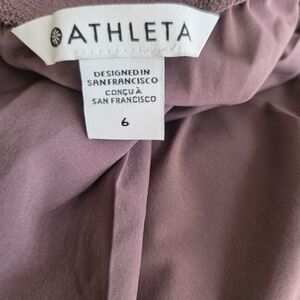 ATHLETA
DESIGNED IN
SAN FRANCISCO
CONÇU À
SAN FRANCISCO
6